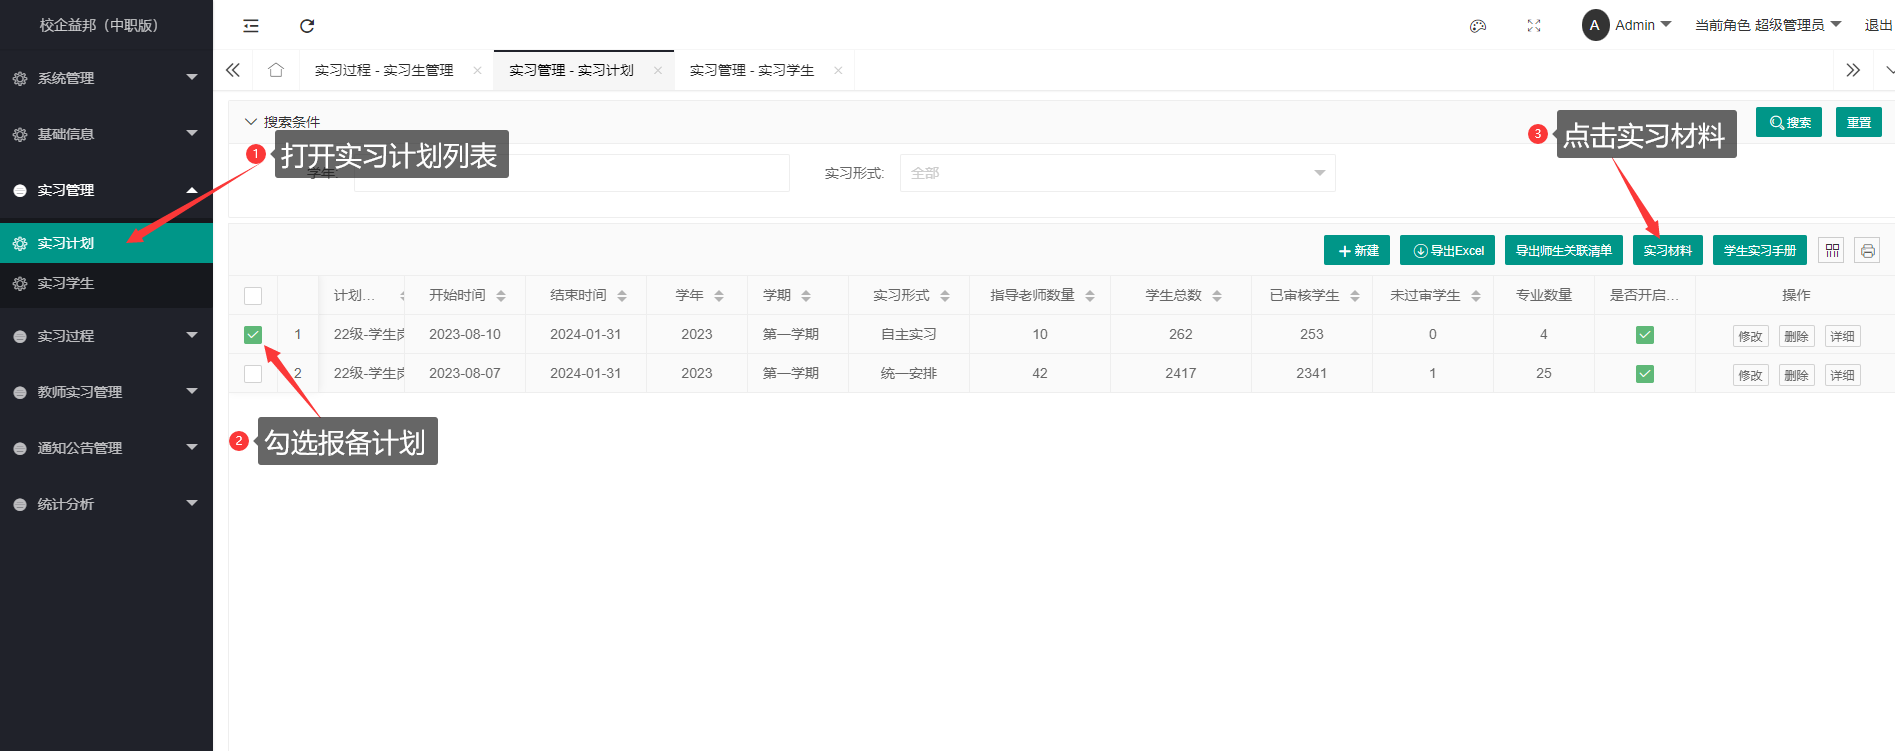 校企益邦（中职版）
A Admin 当前角色 超级管理员 退出
系统管理
基础信息
实习管理
实习计划
实习学生
实习过程
教师实习管理
通知公告管理
统计分析
实习过程 - 实习生管理 实习管理 - 实习计划 实习管理 - 实习学生
搜索条件
搜索 重置
1 打开实习计划列表
3 点击实习材料
学年: 实习形式: 全部
新建 导出Excel 导出师生关联清单 实习材料 学生实习手册
计划... 开始时间 结束时间 学年 学期 实习形式 指导老师数量 学生总数 已审核学生 未过审学生 专业数量 是否开启... 操作
1 22级-学生岗 2023-08-10 2024-01-31 2023 第一学期 自主实习 10 262 253 0 4 修改 删除 详细
2 22级-学生岗 2023-08-07 2024-01-31 2023 第一学期 统一安排 42 2417 2341 1 25 修改 删除 详细
2 勾选报备计划